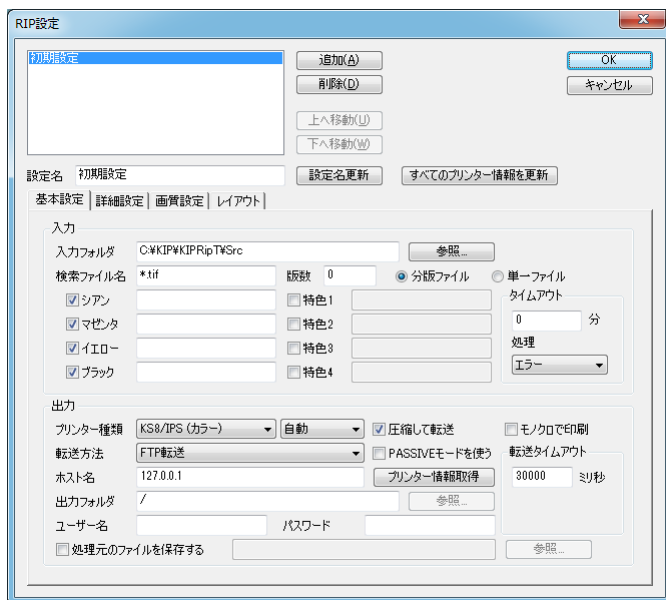 RIP設定
初期設定
追加(A)
OK
削除(D)
キャンセル
上へ移動(U)
下へ移動(W)
設定名 初期設定 設定名更新 すべてのプリンター情報を更新
基本設定 詳細設定 画質設定 レイアウト
入力
入力フォルダ C:¥KIP¥KIPRipT¥Src 参照...
検索ファイル名 *.tif 版数 0 分版ファイル 単一ファイル
シアン 特色1 タイムアウト
マゼンタ 特色2 0 分
イエロー 特色3 処理
ブラック 特色4 エラー
出力
プリンター種類 KS8/IPS (カラー) 自動 圧縮して転送 モノクロで印刷
転送方法 FTP転送 PASSIVEモードを使う 転送タイムアウト
ホスト名 127.0.0.1 プリンター情報取得 30000 ミリ秒
出力フォルダ / 参照...
ユーザー名 パスワード
処理元のファイルを保存する 参照...